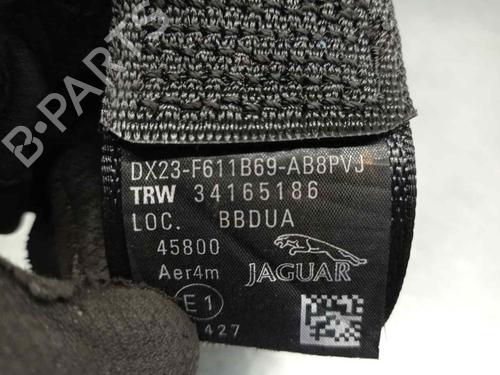 DX23-F611B69-AB8PVJ
TRW 34165186
LOC. BBDUA
45800
Aer4m
JAGUAR
E1
427
B-PARTS